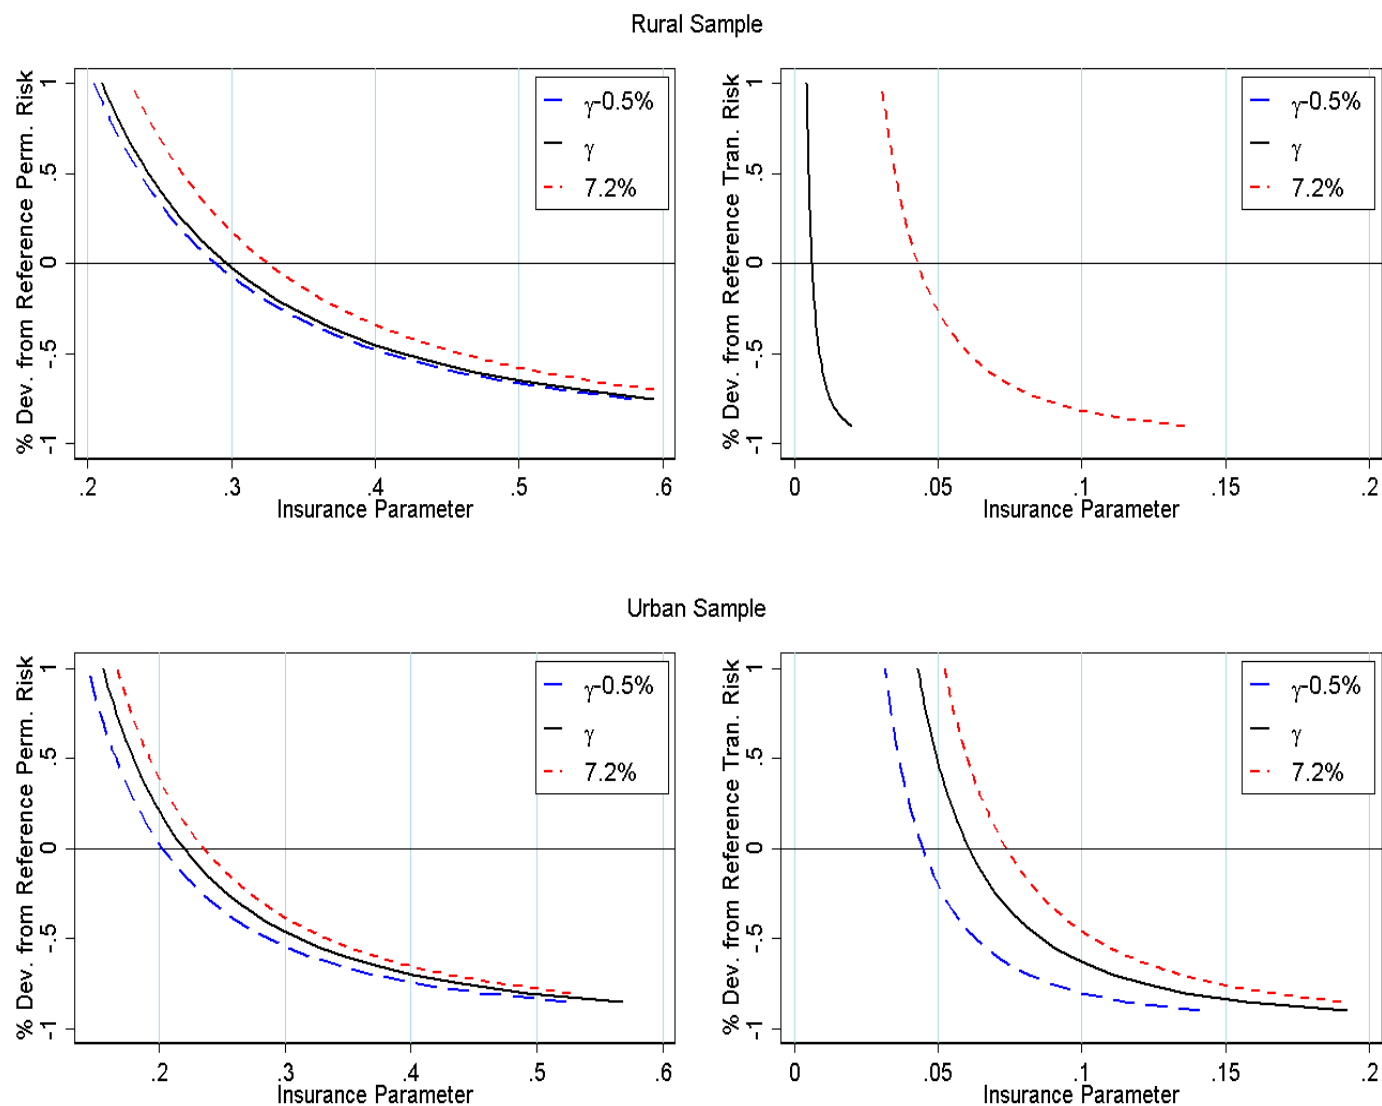 Rural Sample
% Dev. from Reference Perm. Risk
1
.5
0
-.5
-1
.2
.3
.4
.5
.6
Insurance Parameter
γ-0.5%
γ
7.2%
% Dev. from Reference Tran. Risk
1
.5
0
-.5
-1
0
.05
.1
.15
.2
Insurance Parameter
γ-0.5%
γ
7.2%
Urban Sample
% Dev. from Reference Perm. Risk
1
.5
0
-.5
-1
.2
.3
.4
.5
.6
Insurance Parameter
γ-0.5%
γ
7.2%
% Dev. from Reference Tran. Risk
1
.5
0
-.5
-1
0
.05
.1
.15
.2
Insurance Parameter
γ-0.5%
γ
7.2%